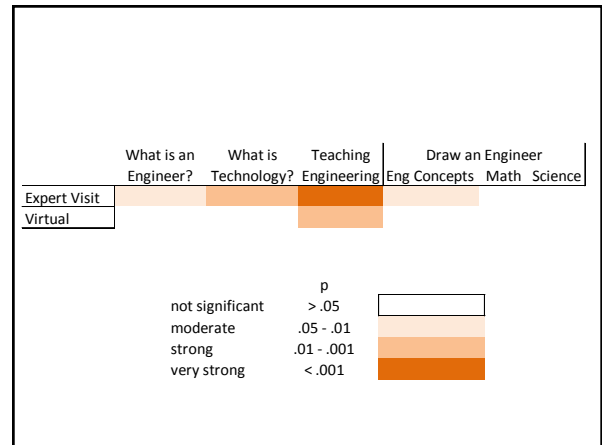 What is an What is Teaching Draw an Engineer
Engineer? Technology? Engineering Eng Concepts Math Science
Expert Visit
Virtual
p
not significant > .05
moderate .05 - .01
strong .01 - .001
very strong < .001